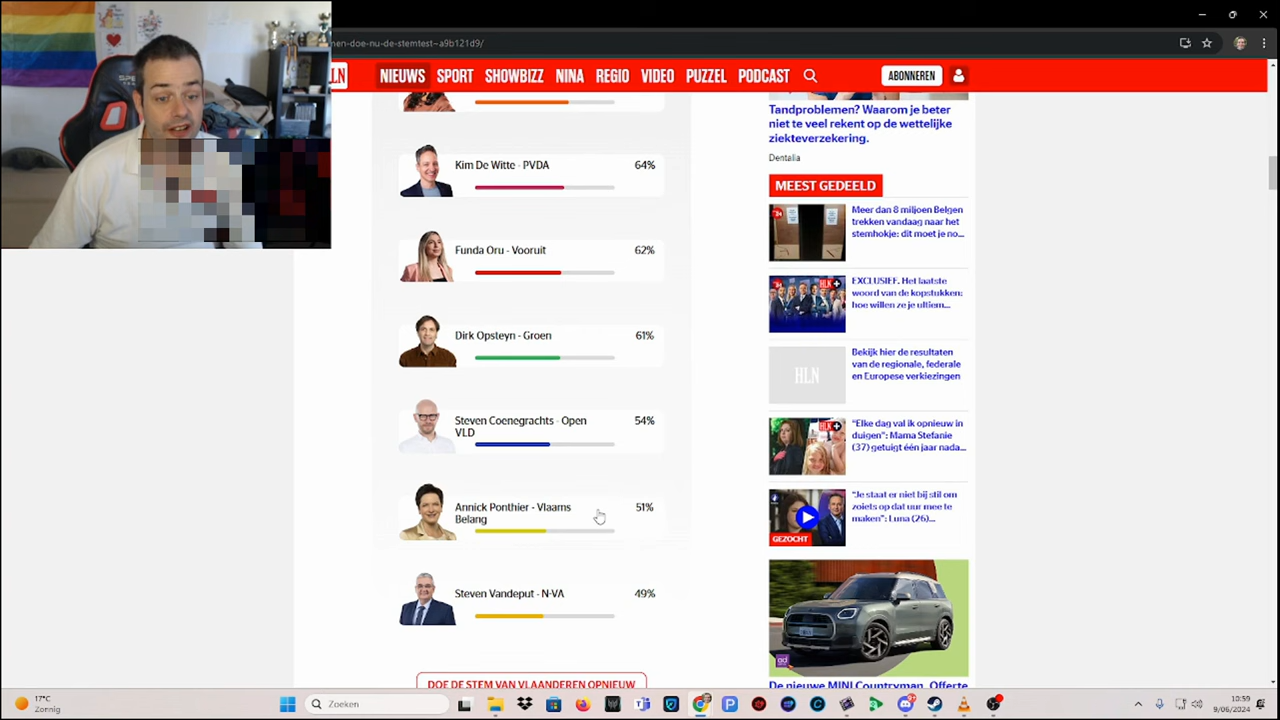 nen-doe-nu-de-stemtest~a9b121d9/
NIEUWS SPORT SHOWBIZZ NINA REGIO VIDEO PUZZEL PODCAST
ABONNEREN
Kim De Witte - PVDA
64%
Funda Oru - Vooruit
62%
Dirk Opsteyn - Groen
61%
Steven Coenegrachts - Open
VLD
54%
Annick Ponthier - Vlaams
Belang
51%
Steven Vandeput - N-VA
49%
DOE DE STEM VAN VLAANDEREN OPNIEUW
Tandproblemen? Waarom je beter
niet te veel rekent op de wettelijke
ziekteverzekering.
Dentalia
MEEST GEDEELD
Meer dan 8 miljoen Belgen
trekken vandaag naar het
stemhokje: dit moet je no...
EXCLUSIEF. Het laatste
woord van de kopstukken:
hoe willen ze je ultiem...
HLN
Bekijk hier de resultaten
van de regionale, federale
en Europese verkiezingen
HLN
"Elke dag val ik opnieuw in
duigen": Mama Stefanie
(37) getuigt één jaar nada...
"Je staat er niet bij stil om
zoiets op dat uur mee te
maken": Luna (26)...
GEZOCHT
ad
De nieuwe MINI Countryman. Offerte
17°C
Zonnig
Zoeken
10:59
9/06/2024